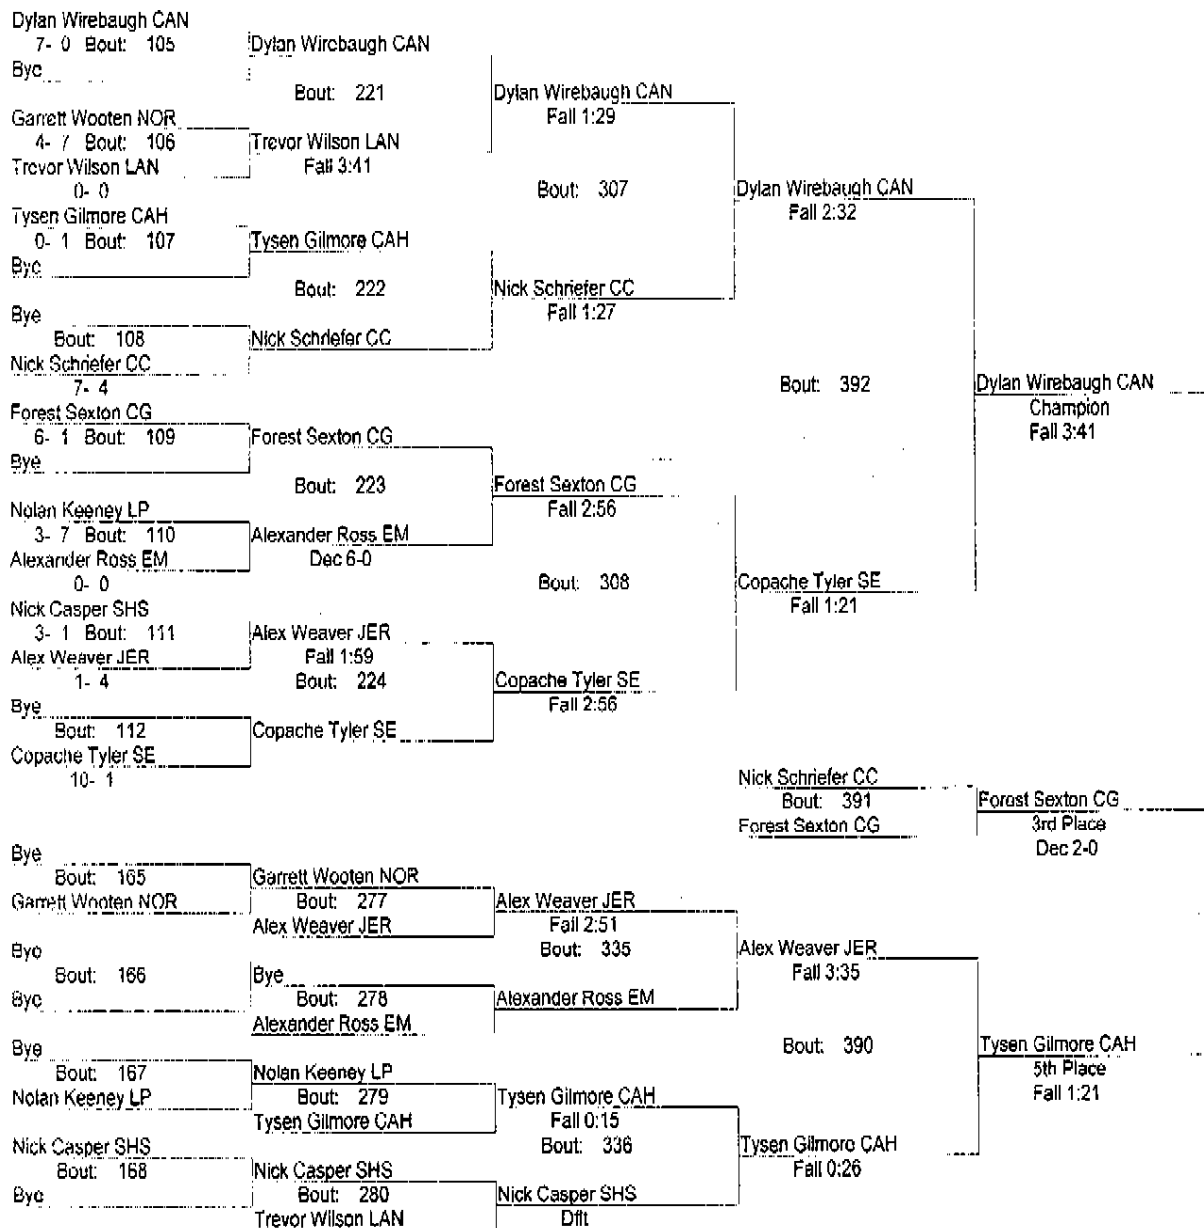 Dylan Wirebaugh CAN
7- 0 Bout: 105
Bye
Dylan Wirebaugh CAN
Bout: 221
Garrett Wooten NOR
4- 7 Bout: 106
Trevor Wilson LAN
0- 0
Trevor Wilson LAN
Fall 3:41
Dylan Wirebaugh CAN
Fall 1:29
Bout: 307
Tysen Gilmore CAH
0- 1 Bout: 107
Bye
Tysen Gilmore CAH
Bout: 222
Bye
Bout: 108
Nick Schriefer CC
7- 4
Nick Schriefer CC
Nick Schriefer CC
Fall 1:27
Dylan Wirebaugh CAN
Fall 2:32
Bout: 392
Dylan Wirebaugh CAN
Champion
Fall 3:41
Forest Sexton CG
6- 1 Bout: 109
Bye
Forest Sexton CG
Bout: 223
Nolan Keeney LP
3- 7 Bout: 110
Alexander Ross EM
0- 0
Alexander Ross EM
Dec 6-0
Forest Sexton CG
Fall 2:56
Bout: 308
Copache Tyler SE
Fall 1:21
Nick Casper SHS
3- 1 Bout: 111
Alex Weaver JER
1- 4
Alex Weaver JER
Fall 1:59
Bout: 224
Bye
Bout: 112
Copache Tyler SE
10- 1
Copache Tyler SE
Copache Tyler SE
Fall 2:56
Nick Schriefer CC
Bout: 391
Forest Sexton CG
Forest Sexton CG
3rd Place
Dec 2-0
Bye
Bout: 165
Garrett Wooten NOR
Garrett Wooten NOR
Bout: 277
Alex Weaver JER
Alex Weaver JER
Fall 2:51
Bout: 335
Bye
Bout: 166
Bye
Bye
Bout: 278
Alexander Ross EM
Alexander Ross EM
Alex Weaver JER
Fall 3:35
Bout: 390
Tysen Gilmore CAH
5th Place
Fall 1:21
Bye
Bout: 167
Nolan Keeney LP
Nolan Keeney LP
Bout: 279
Tysen Gilmore CAH
Tysen Gilmore CAH
Fall 0:15
Bout: 336
Tysen Gilmore CAH
Fall 0:26
Nick Casper SHS
Bout: 168
Bye
Nick Casper SHS
Bout: 280
Trevor Wilson LAN
Nick Casper SHS
Dflt